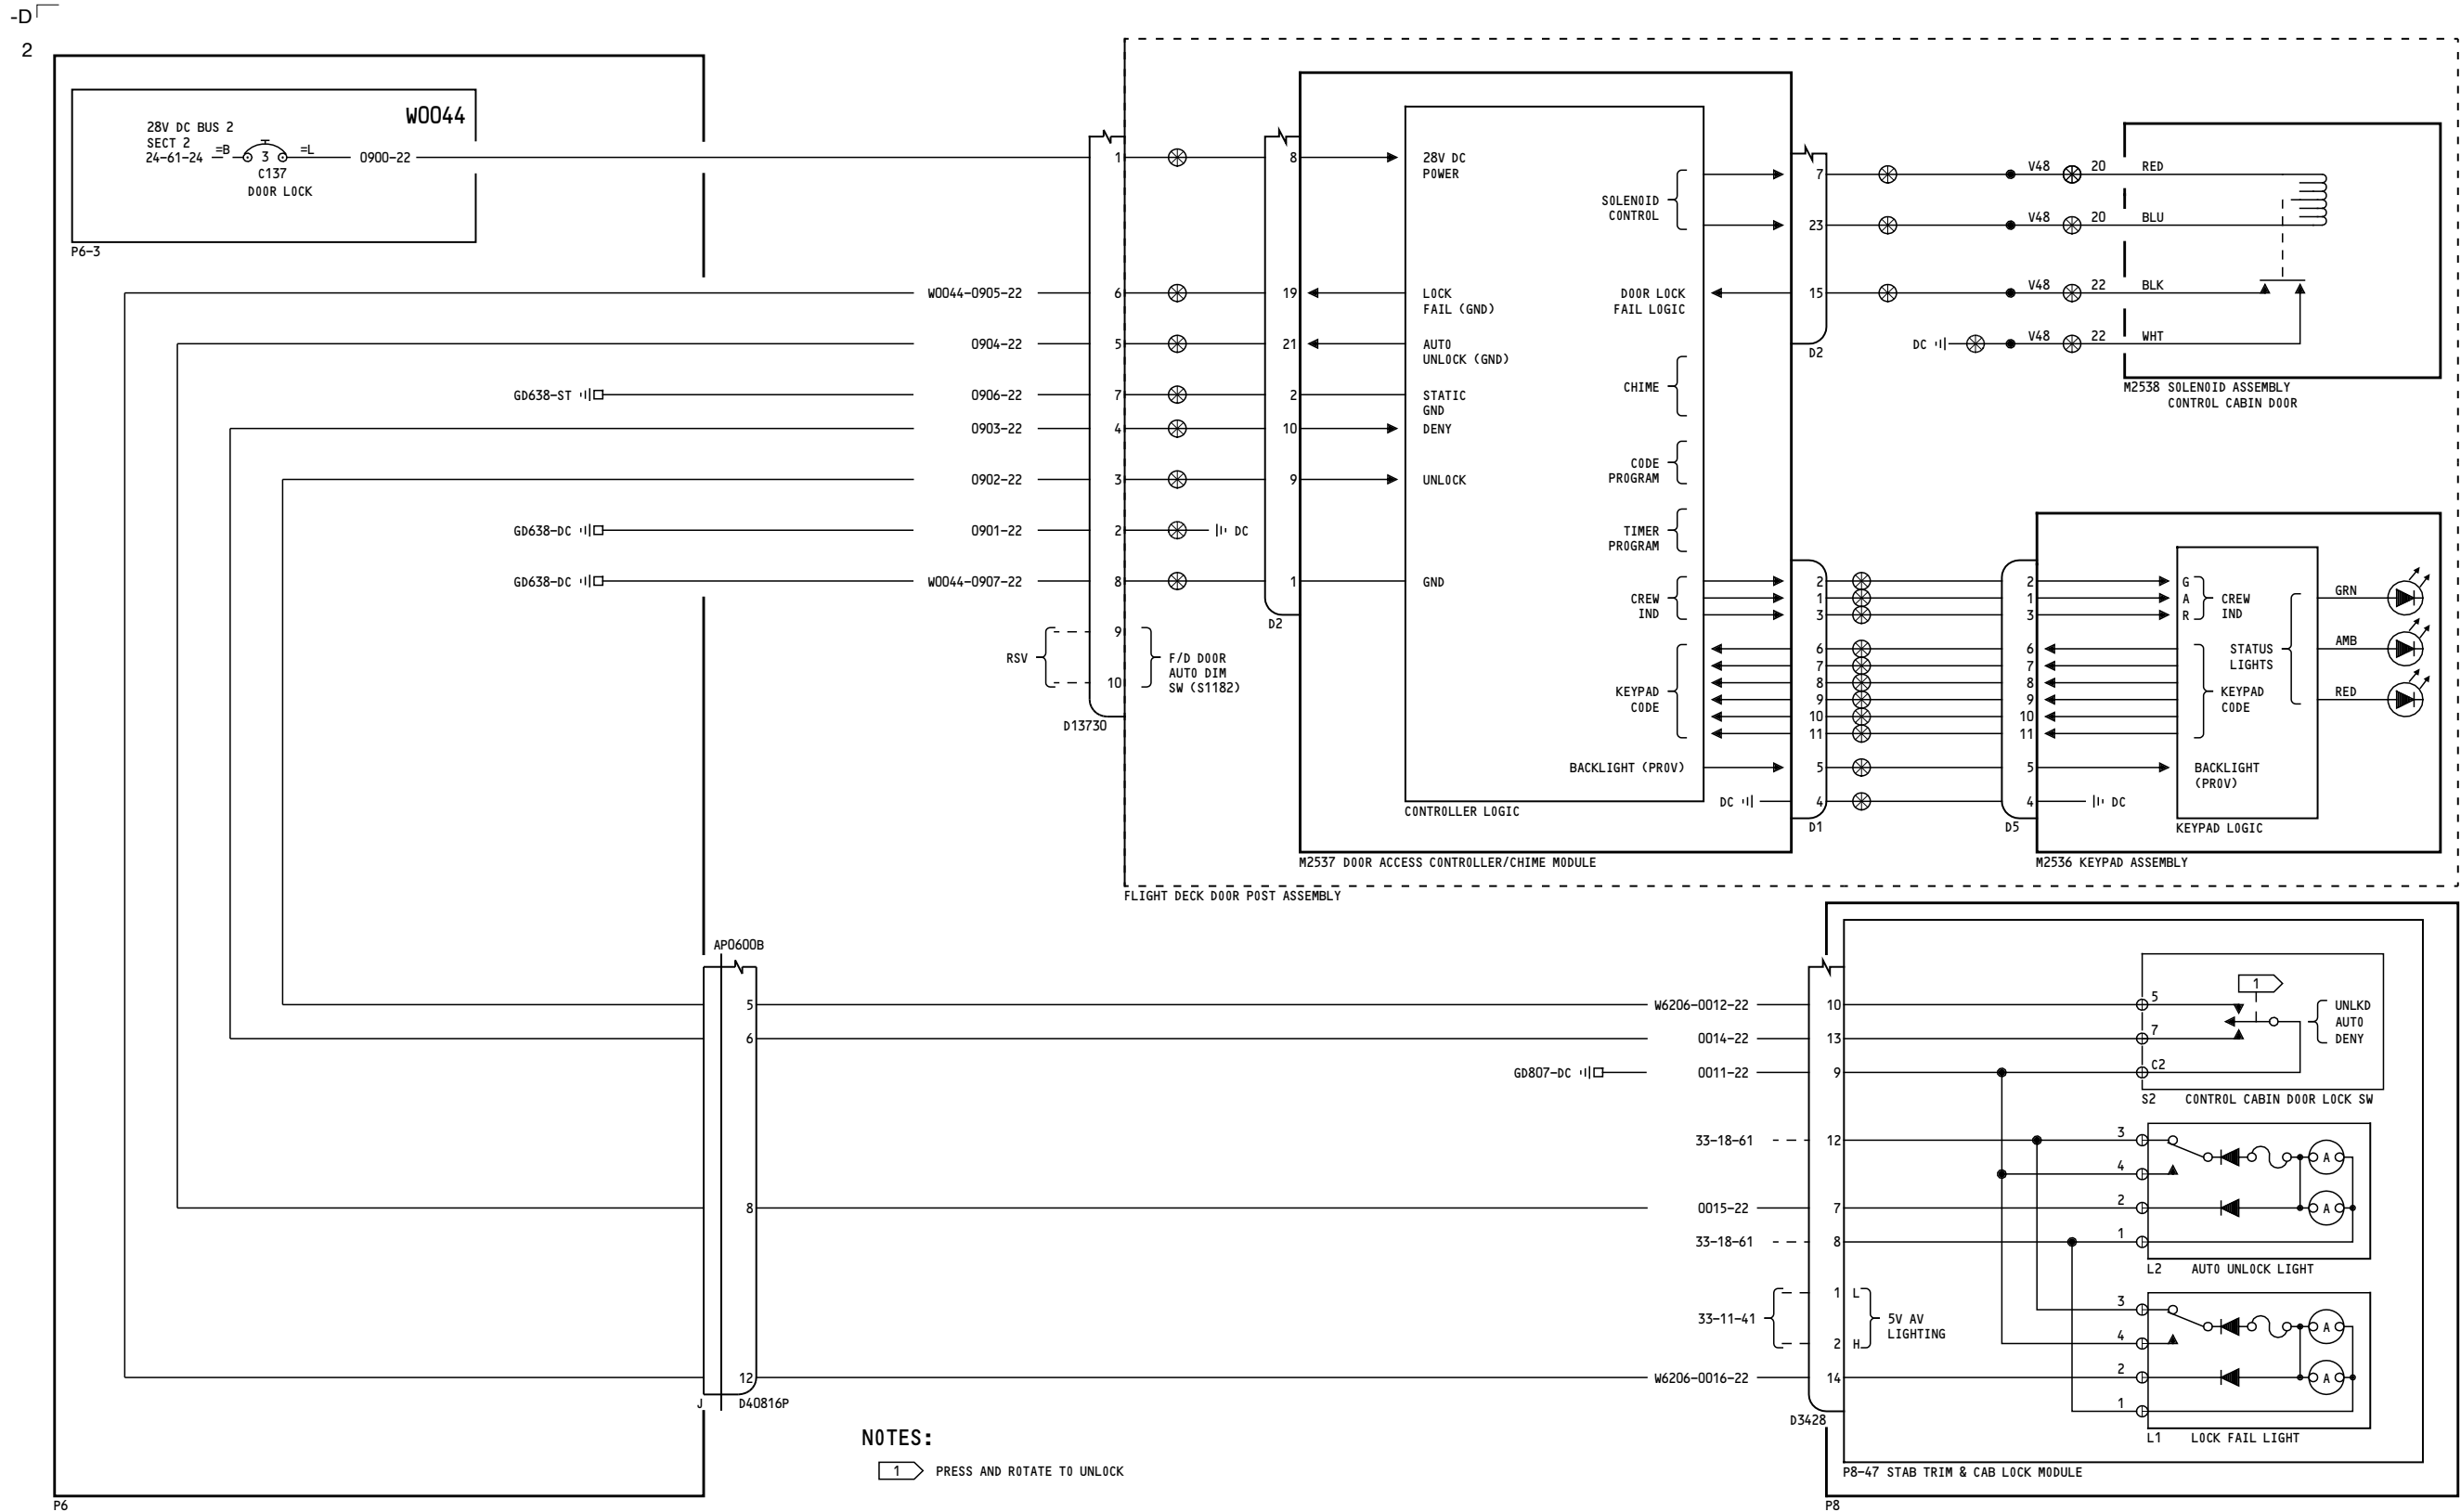 -D
2
W0044
28V DC BUS 2
SECT 2
24-61-24 =B 3 =L 0900-22
C137
DOOR LOCK
P6-3
W0044-0905-22
0904-22
GD638-ST 0906-22
0903-22
0902-22
GD638-DC 0901-22
GD638-DC W0044-0907-22
1
6
5
7
4
3
2 DC
8
9
10
RSV
F/D DOOR
AUTO DIM
SW (S1182)
D13730
8
19
21
2
10
9
1
D2
28V DC
POWER
LOCK
FAIL (GND)
AUTO
UNLOCK (GND)
STATIC
GND
DENY
UNLOCK
GND
SOLENOID
CONTROL
DOOR LOCK
FAIL LOGIC
CHIME
CODE
PROGRAM
TIMER
PROGRAM
CREW
IND
KEYPAD
CODE
BACKLIGHT (PROV)
DC
CONTROLLER LOGIC
M2537 DOOR ACCESS CONTROLLER/CHIME MODULE
FLIGHT DECK DOOR POST ASSEMBLY
7 V48 20 RED
23 V48 20 BLU
15 V48 22 BLK
DC V48 22 WHT
D2
M2538 SOLENOID ASSEMBLY
CONTROL CABIN DOOR
2 2 G
1 1 A
3 3 R
CREW
IND
6 6
7 7
8 8
9 9
10 10
11 11
KEYPAD
CODE
5 5 BACKLIGHT
(PROV)
4 4 DC
D1 D5
STATUS
LIGHTS
GRN
AMB
RED
KEYPAD LOGIC
M2536 KEYPAD ASSEMBLY
AP0600B
5 W6206-0012-22 10 5
6 0014-22 13 7
GD807-DC 0011-22 9 C2
1
UNLKD
AUTO
DENY
S2 CONTROL CABIN DOOR LOCK SW
33-18-61 12 3
4
A
8 0015-22 7 2
A
33-18-61 8 1
L2 AUTO UNLOCK LIGHT
33-11-41
1 L
2 H
5V AV
LIGHTING
3
4
A
12 W6206-0016-22 14 2
A
1
J D40816P
D3428
L1 LOCK FAIL LIGHT
NOTES:
1 PRESS AND ROTATE TO UNLOCK
P8-47 STAB TRIM & CAB LOCK MODULE
P6
P8